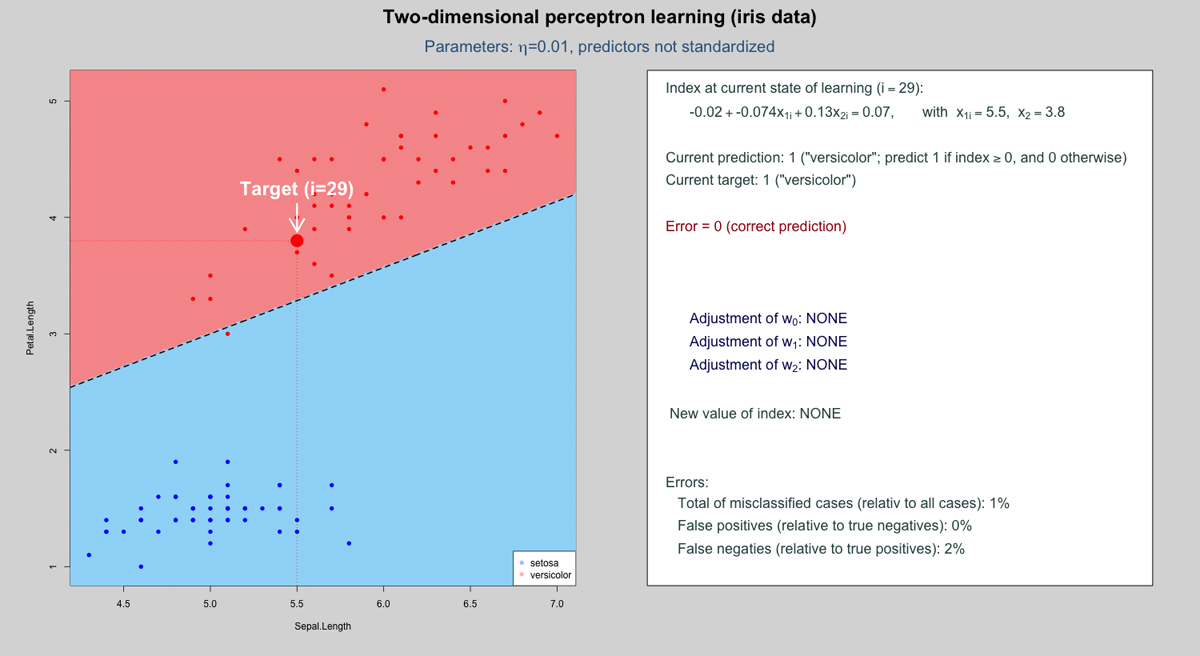 Two-dimensional perceptron learning (iris data)
Parameters: η=0.01, predictors not standardized
Petal.Length
5
4
3
2
1
Target (i=29)
setosa
versicolor
4.5 5.0 5.5 6.0 6.5 7.0
Sepal.Length
Index at current state of learning (i = 29):
-0.02 + -0.074x₁ᵢ + 0.13x₂ᵢ = 0.07, with x₁ᵢ = 5.5, x₂ = 3.8
Current prediction: 1 ("versicolor"; predict 1 if index ≥ 0, and 0 otherwise)
Current target: 1 ("versicolor")
Error = 0 (correct prediction)
Adjustment of w₀: NONE
Adjustment of w₁: NONE
Adjustment of w₂: NONE
New value of index: NONE
Errors:
Total of misclassified cases (relativ to all cases): 1%
False positives (relative to true negatives): 0%
False negaties (relative to true positives): 2%